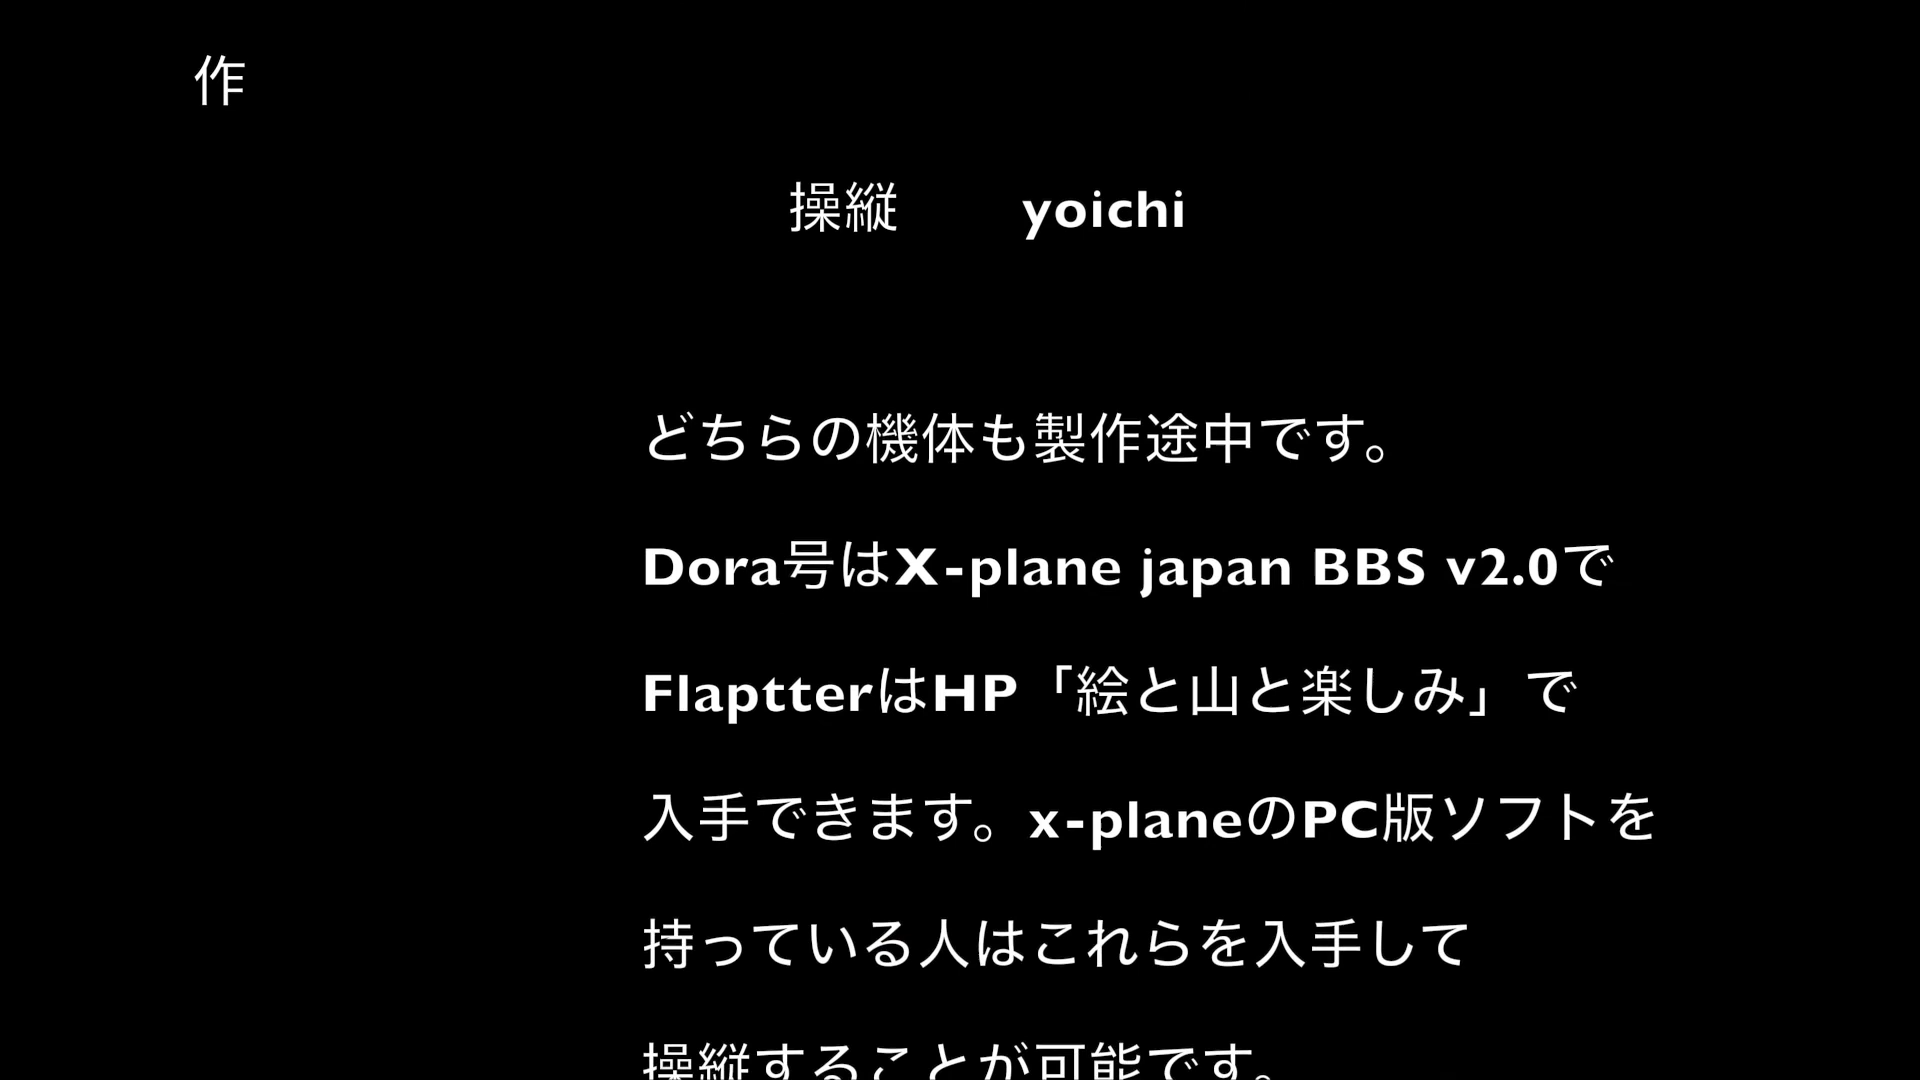 作
操縦 yoichi
どちらの機体も製作途中です。
Dora号はX-plane japan BBS v2.0で
FlaptterはHP「絵と山と楽しみ」で
入手できます。x-planeのPC版ソフトを
持っている人はこれらを入手して
操縦することが可能です。